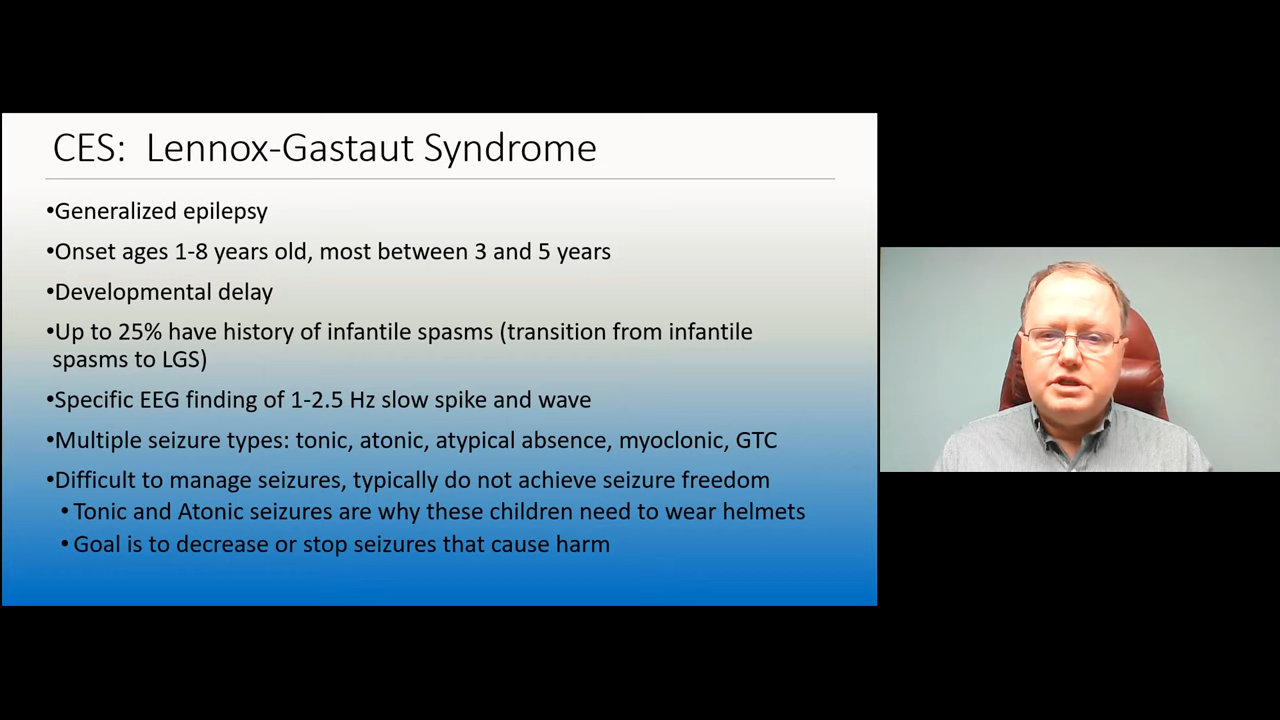 CES:  Lennox-Gastaut Syndrome
•Generalized epilepsy
•Onset ages 1-8 years old, most between 3 and 5 years
•Developmental delay
•Up to 25% have history of infantile spasms (transition from infantile
spasms to LGS)
•Specific EEG finding of 1-2.5 Hz slow spike and wave
•Multiple seizure types: tonic, atonic, atypical absence, myoclonic, GTC
•Difficult to manage seizures, typically do not achieve seizure freedom
• Tonic and Atonic seizures are why these children need to wear helmets
• Goal is to decrease or stop seizures that cause harm